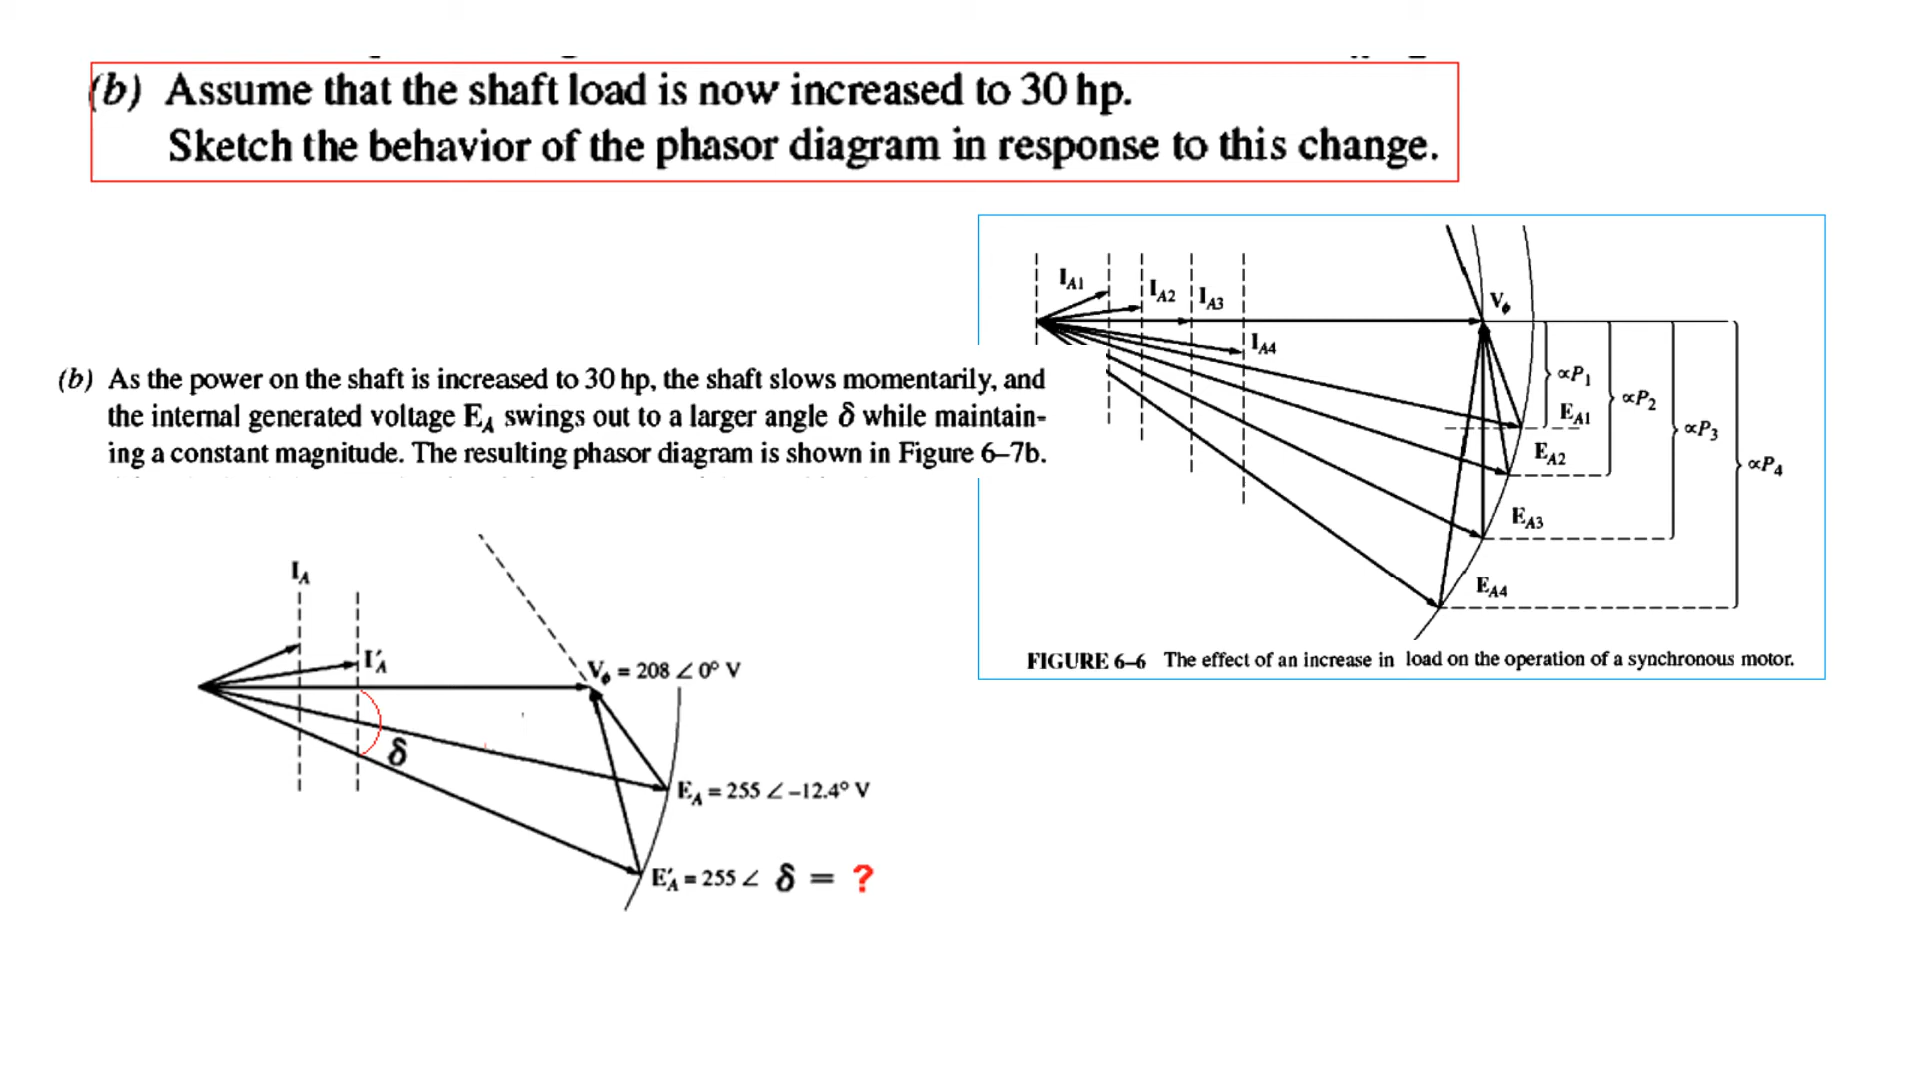 (b) Assume that the shaft load is now increased to 30 hp.
Sketch the behavior of the phasor diagram in response to this change.
(b) As the power on the shaft is increased to 30 hp, the shaft slows momentarily, and
the internal generated voltage E_A swings out to a larger angle δ while maintain-
ing a constant magnitude. The resulting phasor diagram is shown in Figure 6–7b.
I_A
I′_A
V_ϕ = 208 ∠ 0° V
δ
E_A = 255 ∠ –12.4° V
E′_A = 255 ∠ δ = ?
I_A1
I_A2
I_A3
I_A4
V_ϕ
∝P_1
E_A1
∝P_2
E_A2
∝P_3
∝P_4
E_A3
E_A4
FIGURE 6–6 The effect of an increase in load on the operation of a synchronous motor.